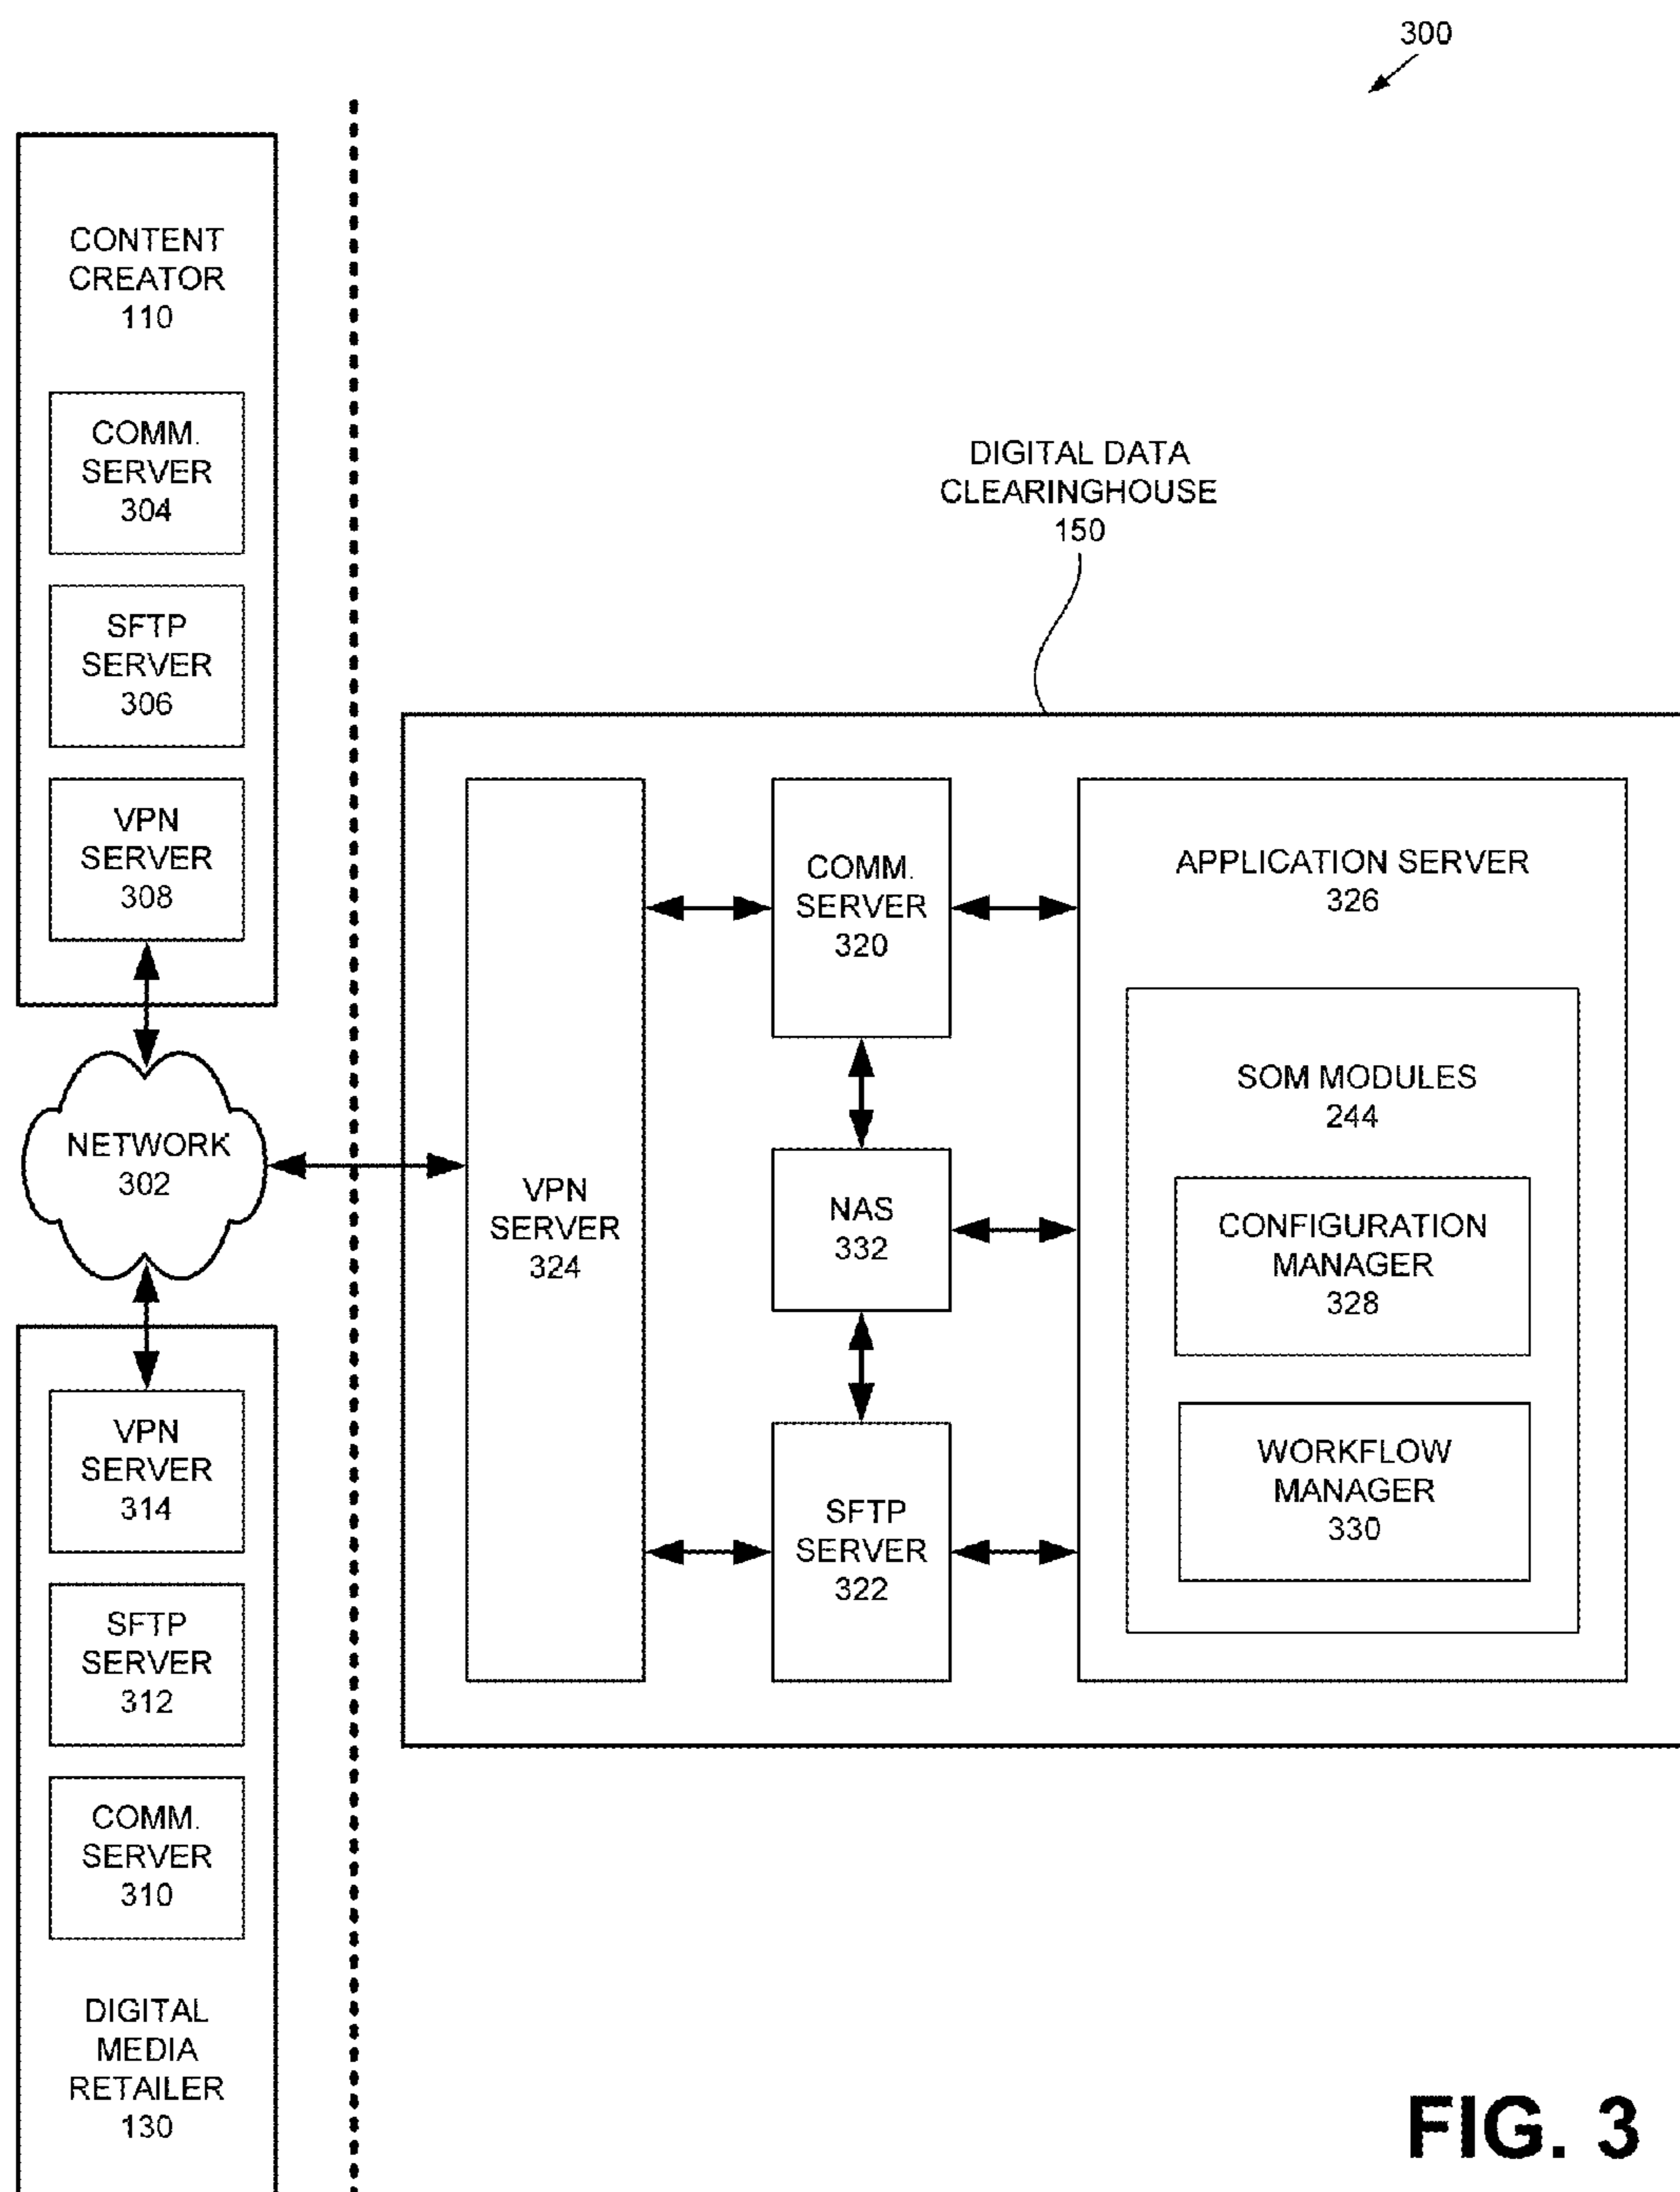 300
CONTENT
CREATOR
110
COMM.
SERVER
304
SFTP
SERVER
306
VPN
SERVER
308
NETWORK
302
VPN
SERVER
314
SFTP
SERVER
312
COMM.
SERVER
310
DIGITAL
MEDIA
RETAILER
130
DIGITAL DATA
CLEARINGHOUSE
150
VPN
SERVER
324
COMM.
SERVER
320
NAS
332
SFTP
SERVER
322
APPLICATION SERVER
326
SOM MODULES
244
CONFIGURATION
MANAGER
328
WORKFLOW
MANAGER
330
FIG. 3